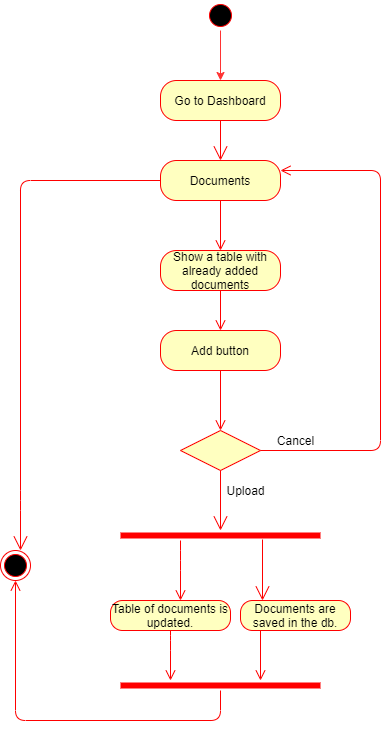 Go to Dashboard
Documents
Show a table with
already added
documents
Add button
Cancel
Upload
Table of documents is
updated.
Documents are
saved in the db.